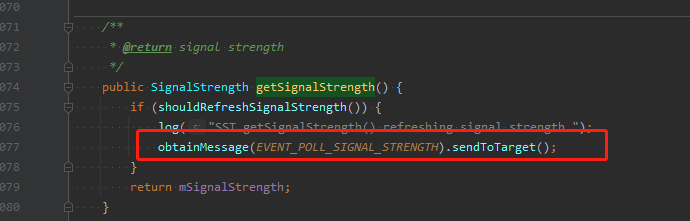 070
071 /**
072 * @return signal strength
073 */
074 public SignalStrength getSignalStrength() {
075 if (shouldRefreshSignalStrength()) {
076 log( s: "SST getSignalStrength() refreshing signal strength.");
077 obtainMessage(EVENT_POLL_SIGNAL_STRENGTH).sendToTarget();
078 }
079 return mSignalStrength;
080 }